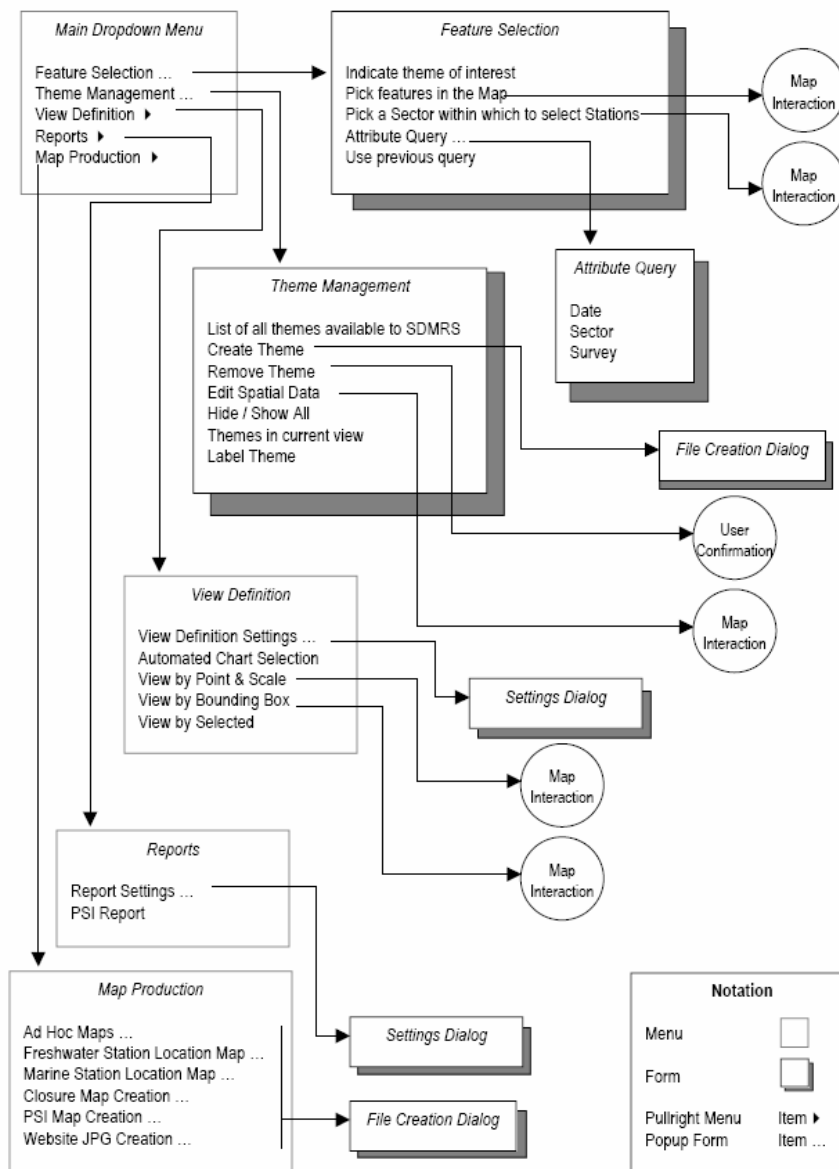 Main Dropdown Menu
Feature Selection …
Theme Management …
View Definition ▶
Reports ▶
Map Production ▶
Feature Selection
Indicate theme of interest
Pick features in the Map
Pick a Sector within which to select Stations
Attribute Query …
Use previous query
Map
Interaction
Map
Interaction
Attribute Query
Date
Sector
Survey
Theme Management
List of all themes available to SDMRS
Create Theme
Remove Theme
Edit Spatial Data
Hide / Show All
Themes in current view
Label Theme
File Creation Dialog
User
Confirmation
Map
Interaction
View Definition
View Definition Settings …
Automated Chart Selection
View by Point & Scale
View by Bounding Box
View by Selected
Settings Dialog
Map
Interaction
Map
Interaction
Reports
Report Settings …
PSI Report
Map Production
Ad Hoc Maps …
Freshwater Station Location Map …
Marine Station Location Map …
Closure Map Creation …
PSI Map Creation …
Website JPG Creation …
Settings Dialog
File Creation Dialog
Notation
Menu
Form
Pullright Menu Item ▶
Popup Form Item …